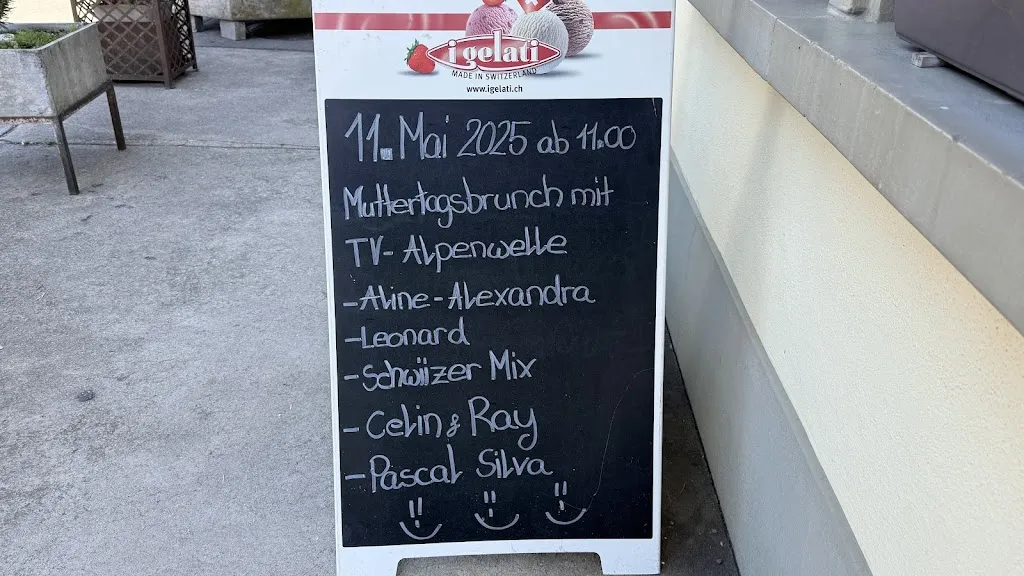 i gelati
MADE IN SWITZERLAND
www.igelati.ch
11. Mai 2025 ab 11.00
Muttertagsbrunch mit
TV- Alpenwelle
- Aline - Alexandra
- Leonard
- Schwiizer Mix
- Celin & Ray
- Pascal Silva